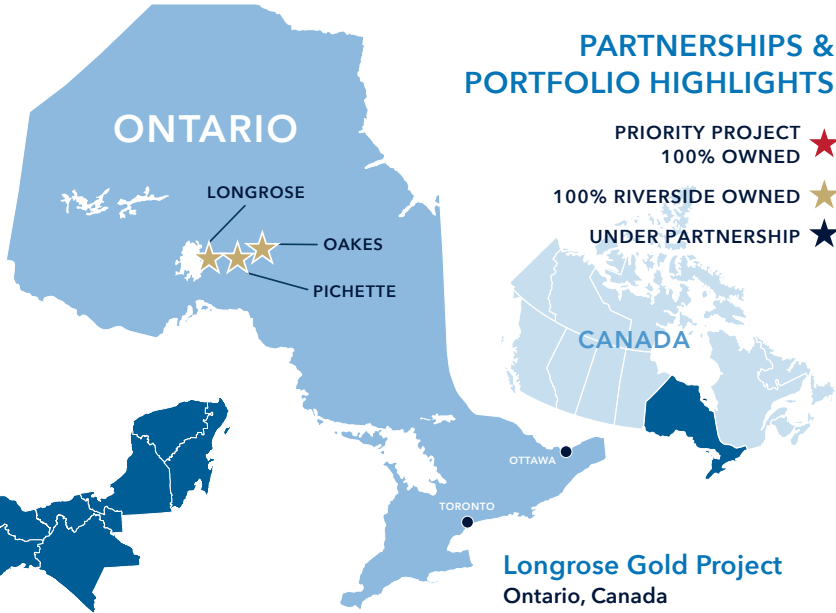 PARTNERSHIPS &
PORTFOLIO HIGHLIGHTS
PRIORITY PROJECT
100% OWNED
100% RIVERSIDE OWNED
UNDER PARTNERSHIP
ONTARIO
LONGROSE
OAKES
PICHETTE
CANADA
OTTAWA
TORONTO
Longrose Gold Project
Ontario, Canada